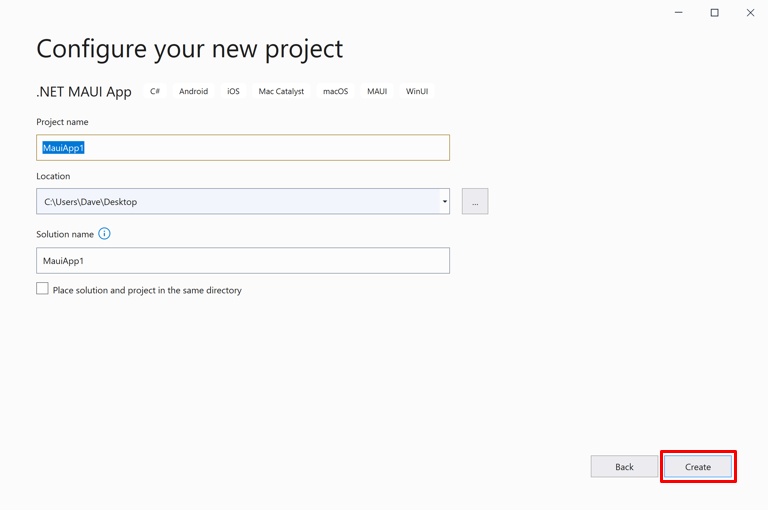 Configure your new project
.NET MAUI App C# Android iOS Mac Catalyst macOS MAUI WinUI
Project name
MauiApp1
Location
C:\Users\Dave\Desktop
...
Solution name
MauiApp1
Place solution and project in the same directory
Back Create